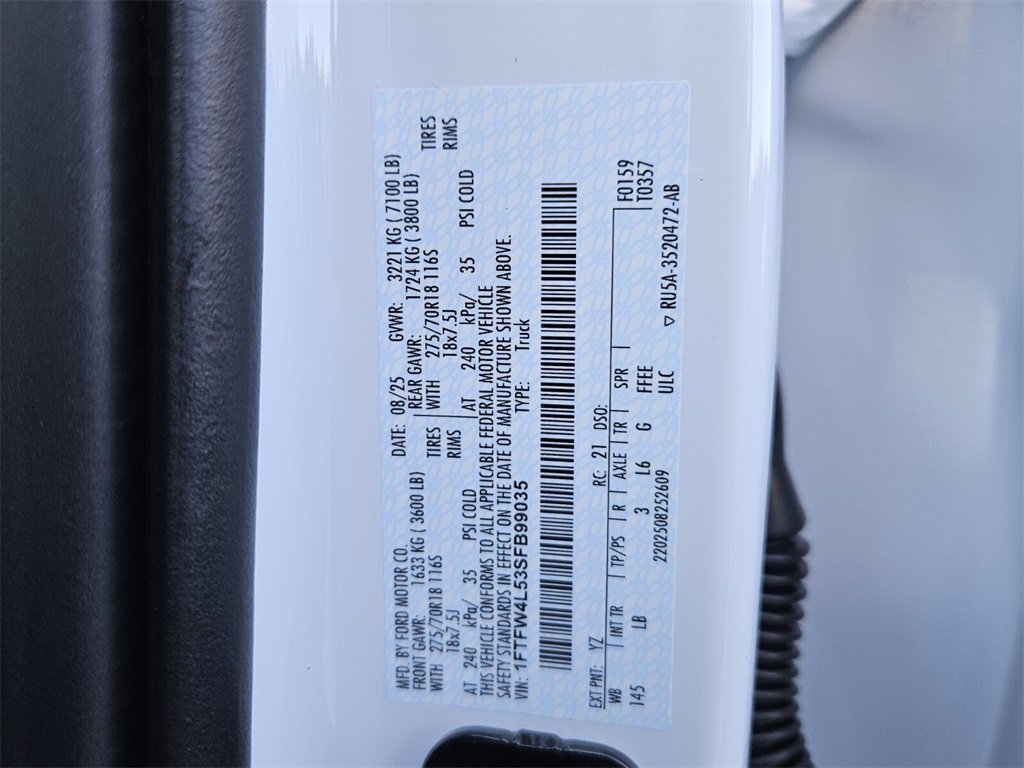 MFD. BY FORD MOTOR CO.
DATE: 08/25 GVWR: 3221 KG ( 7100 LB)
FRONT GAWR: 1633 KG ( 3600 LB)
REAR GAWR: 1724 KG ( 3800 LB)
WITH 275/70R18 116S TIRES
WITH 275/70R18 116S TIRES
18x7.5J RIMS
18x7.5J RIMS
AT 240 kPa/ 35 PSI COLD
AT 240 kPa/ 35 PSI COLD
THIS VEHICLE CONFORMS TO ALL APPLICABLE FEDERAL MOTOR VEHICLE
SAFETY STANDARDS IN EFFECT ON THE DATE OF MANUFACTURE SHOWN ABOVE.
VIN: 1FTFW4L53SFB99035 TYPE: Truck
EXT PNT: YZ RC: 21 DSO:
WB INT TR TP/PS R AXLE TR SPR F0159
145 LB 3 L6 G FFEE T0357
2202508252609 ULC ▽ RU5A-3520472-AB